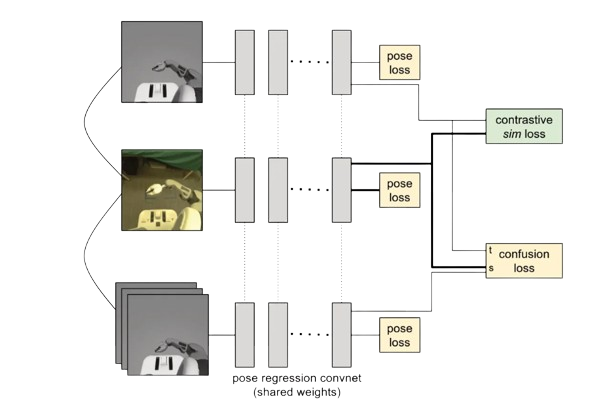 pose
loss
contrastive
sim loss
pose
loss
t
s
confusion
loss
pose
loss
pose regression convnet
(shared weights)